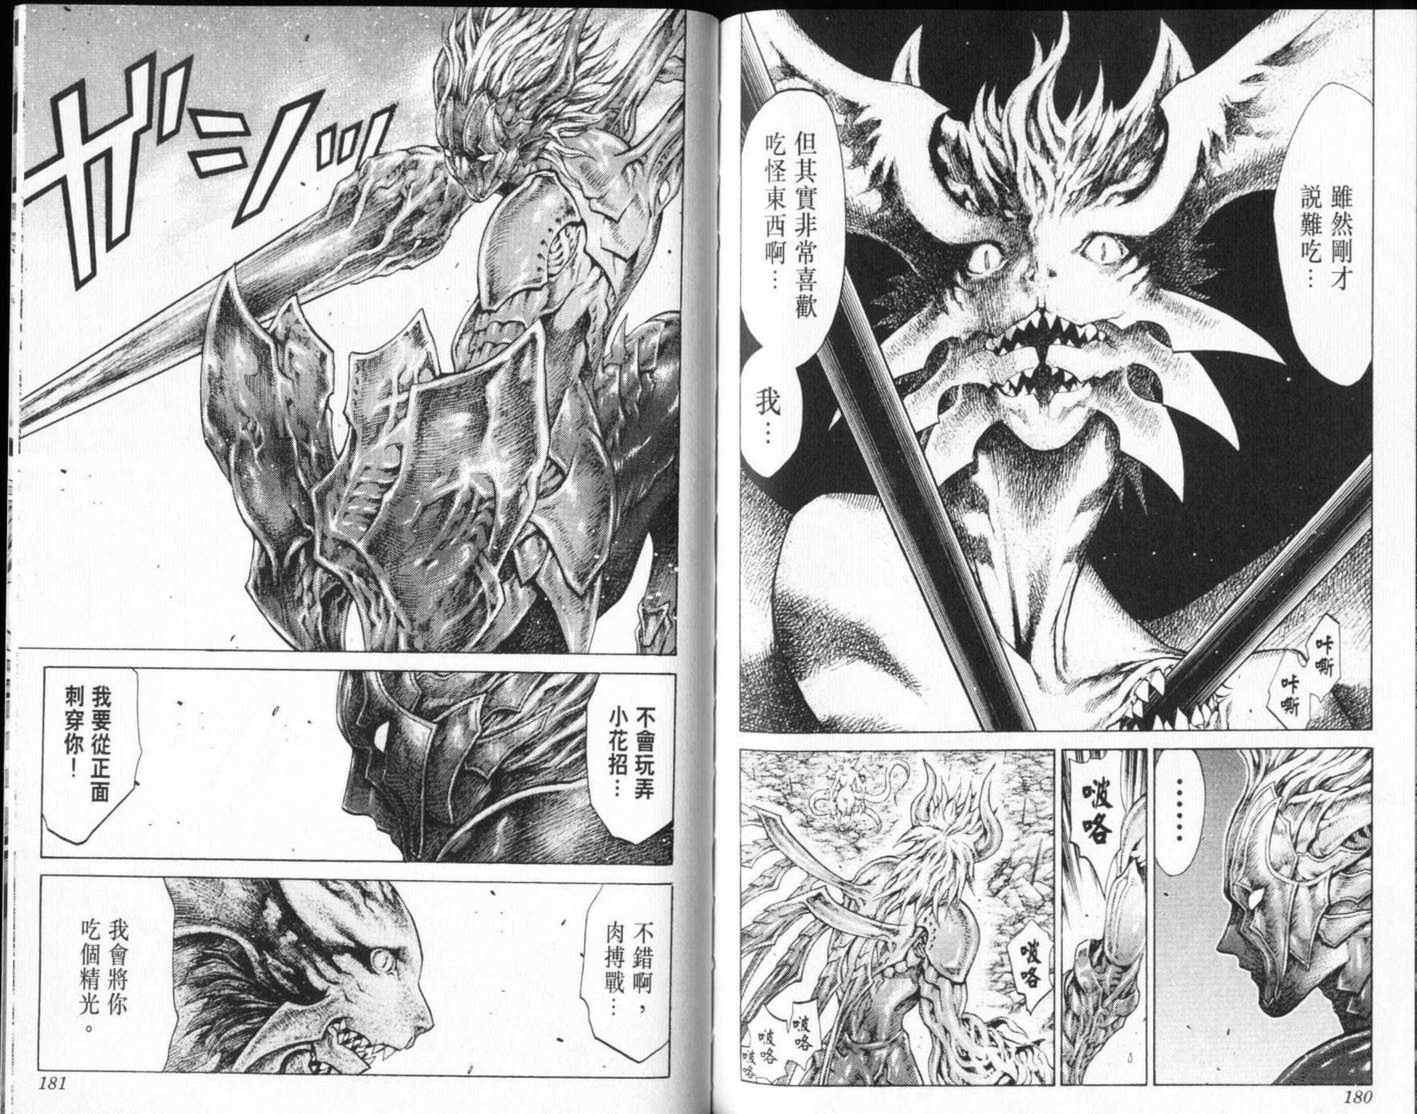 雖然剛才
說難吃…
但其實非常喜歡
吃怪東西啊…
我…
咔嘶
咔嘶
……
啵咯
啵咯
啵咯
啵咯
啵咯
180
ガシッ
不會玩弄
小花招…
我要從正面
刺穿你！
不錯啊，
肉搏戰…
我會將你
吃個精光。
181